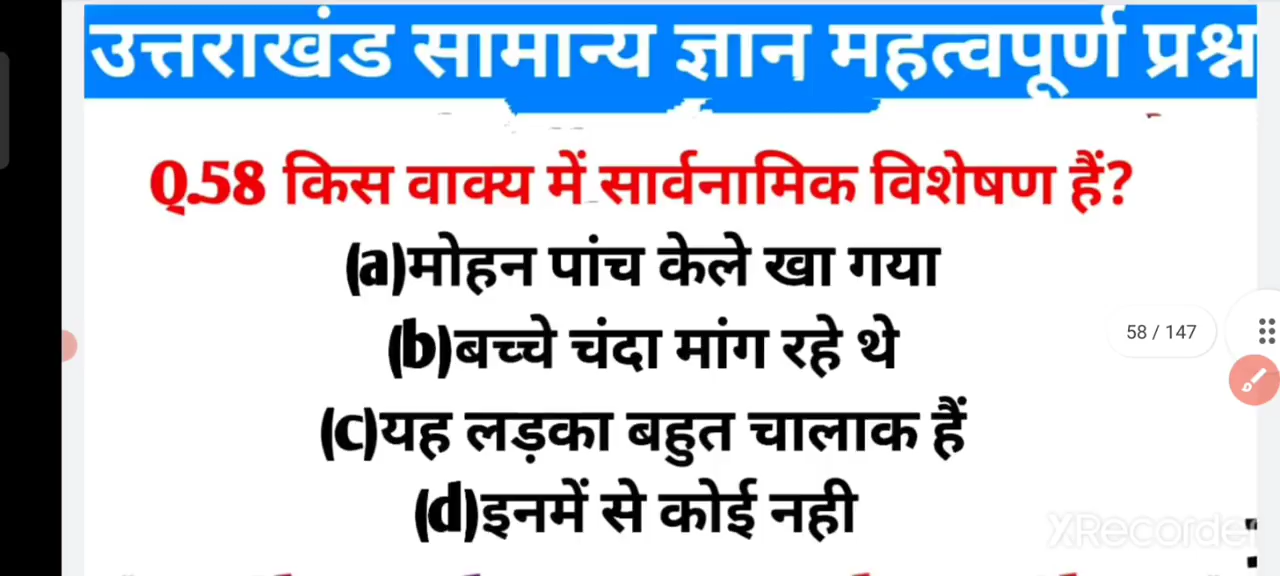 उत्तराखंड सामान्य ज्ञान महत्वपूर्ण प्रश्न
Q.58 किस वाक्य में सार्वनामिक विशेषण हैं?
(a)मोहन पांच केले खा गया
(b)बच्चे चंदा मांग रहे थे
58 / 147
(c)यह लड़का बहुत चालाक हैं
(d)इनमें से कोई नही
XRecorder